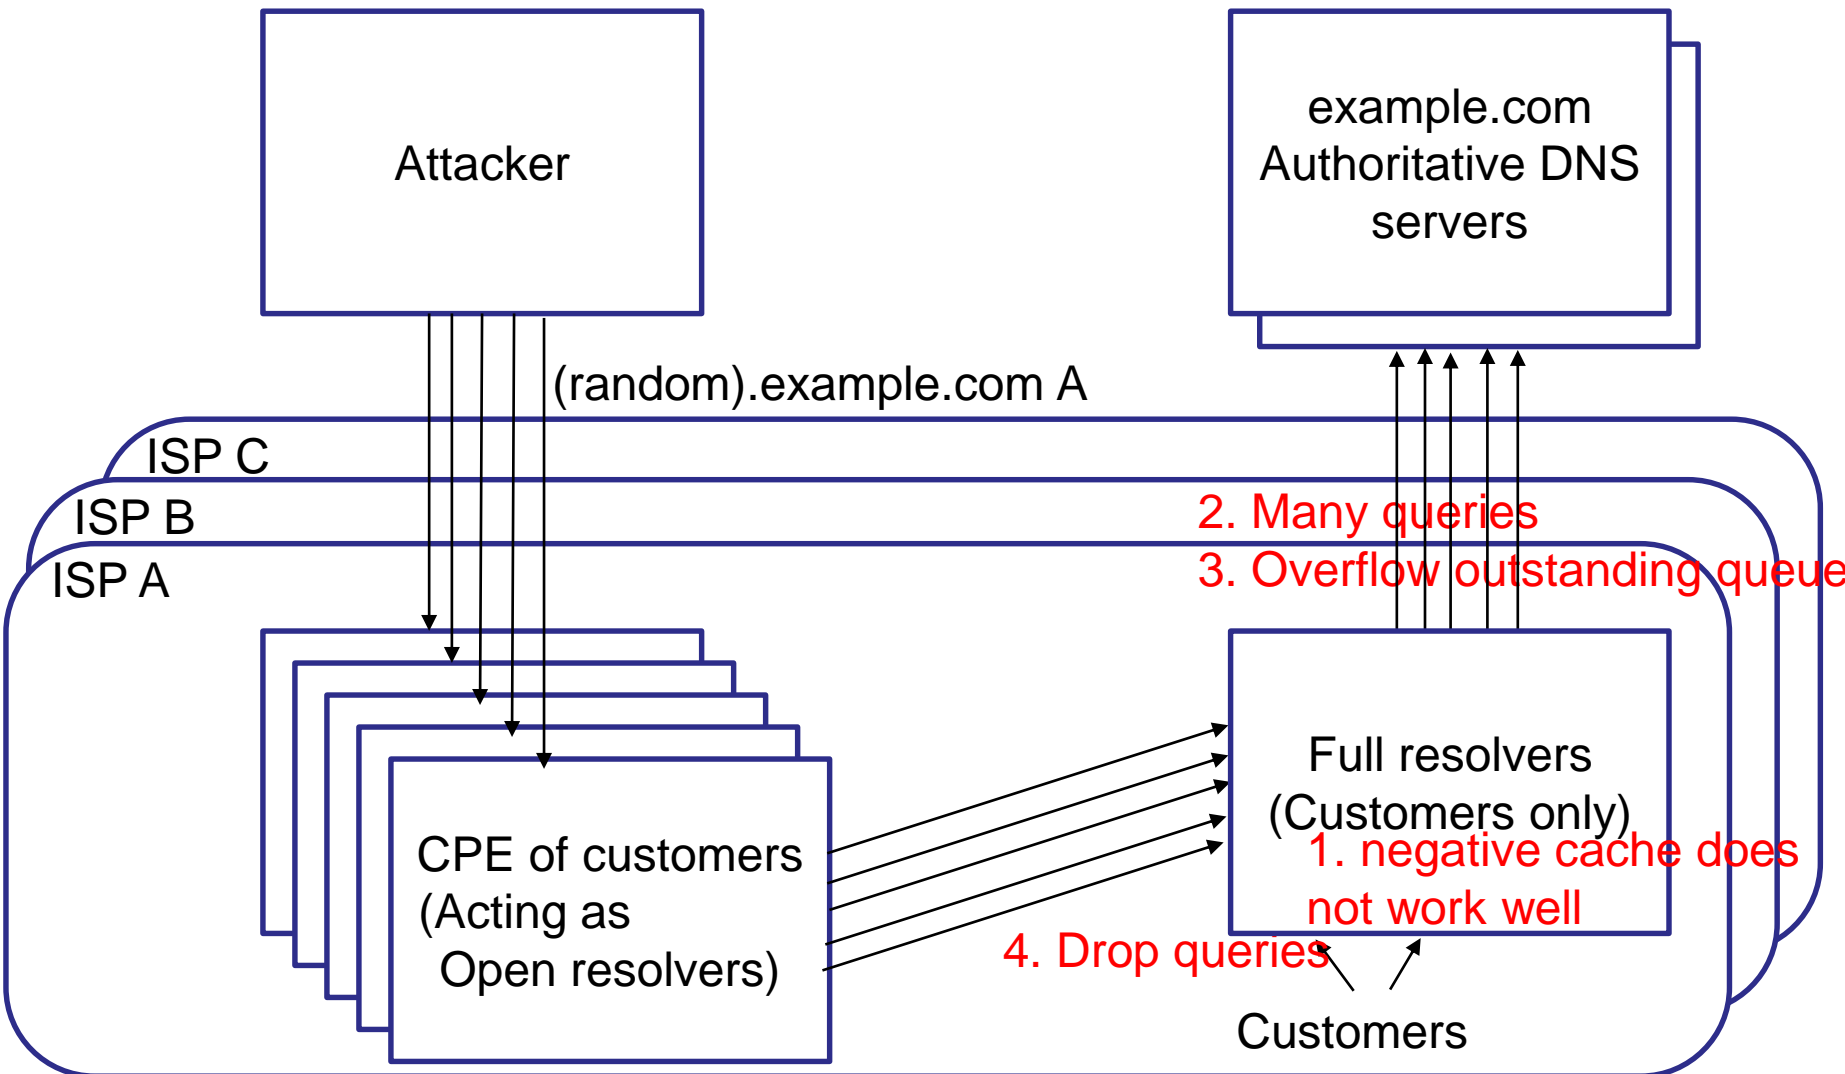 Attacker
example.com
Authoritative DNS
servers
(random).example.com A
ISP C
ISP B
2. Many queries
3. Overflow outstanding queue
ISP A
Full resolvers
(Customers only)
1. negative cache does
not work well
CPE of customers
(Acting as
Open resolvers)
4. Drop queries
Customers